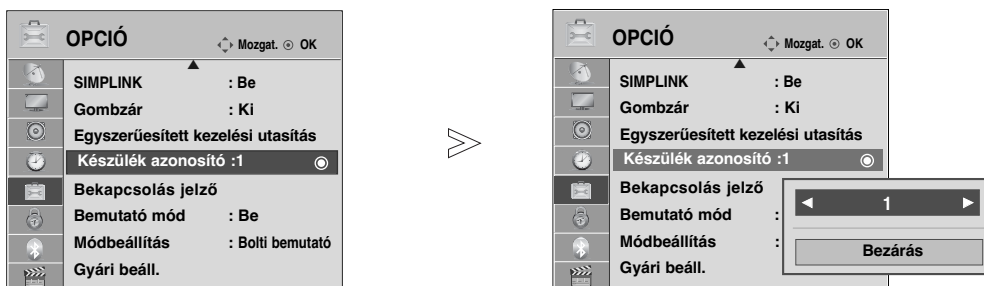 OPCIÓ Mozgat. OK
SIMPLINK : Be
Gombzár : Ki
Egyszerűesített kezelési utasítás
Készülék azonosító :1
Bekapcsolás jelző
Bemutató mód : Be
Módbeállítás : Bolti bemutató
Gyári beáll.
OPCIÓ Mozgat. OK
SIMPLINK : Be
Gombzár : Ki
Egyszerűesített kezelési utasítás
Készülék azonosító :1
Bekapcsolás jelző
Bemutató mód :
Módbeállítás :
Gyári beáll.
1
Bezárás